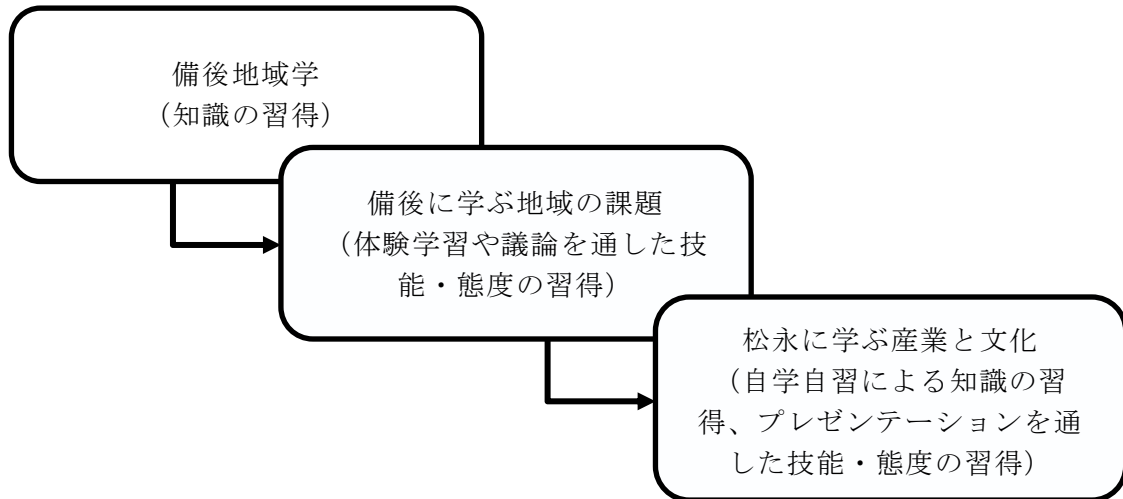 備後地域学
（知識の習得）
備後に学ぶ地域の課題
（体験学習や議論を通した技
能・態度の習得）
松永に学ぶ産業と文化
（自学自習による知識の習
得、プレゼンテーションを通
した技能・態度の習得）